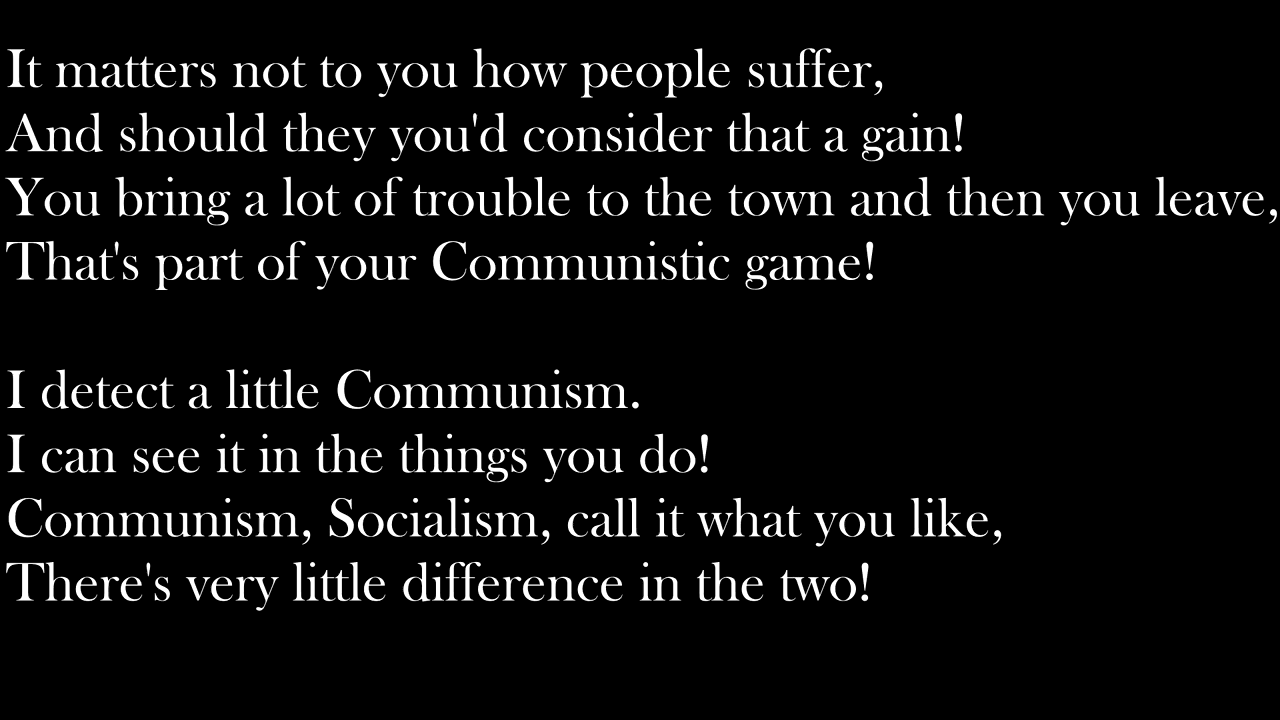 It matters not to you how people suffer,
And should they you'd consider that a gain!
You bring a lot of trouble to the town and then you leave,
That's part of your Communistic game!
I detect a little Communism.
I can see it in the things you do!
Communism, Socialism, call it what you like,
There's very little difference in the two!